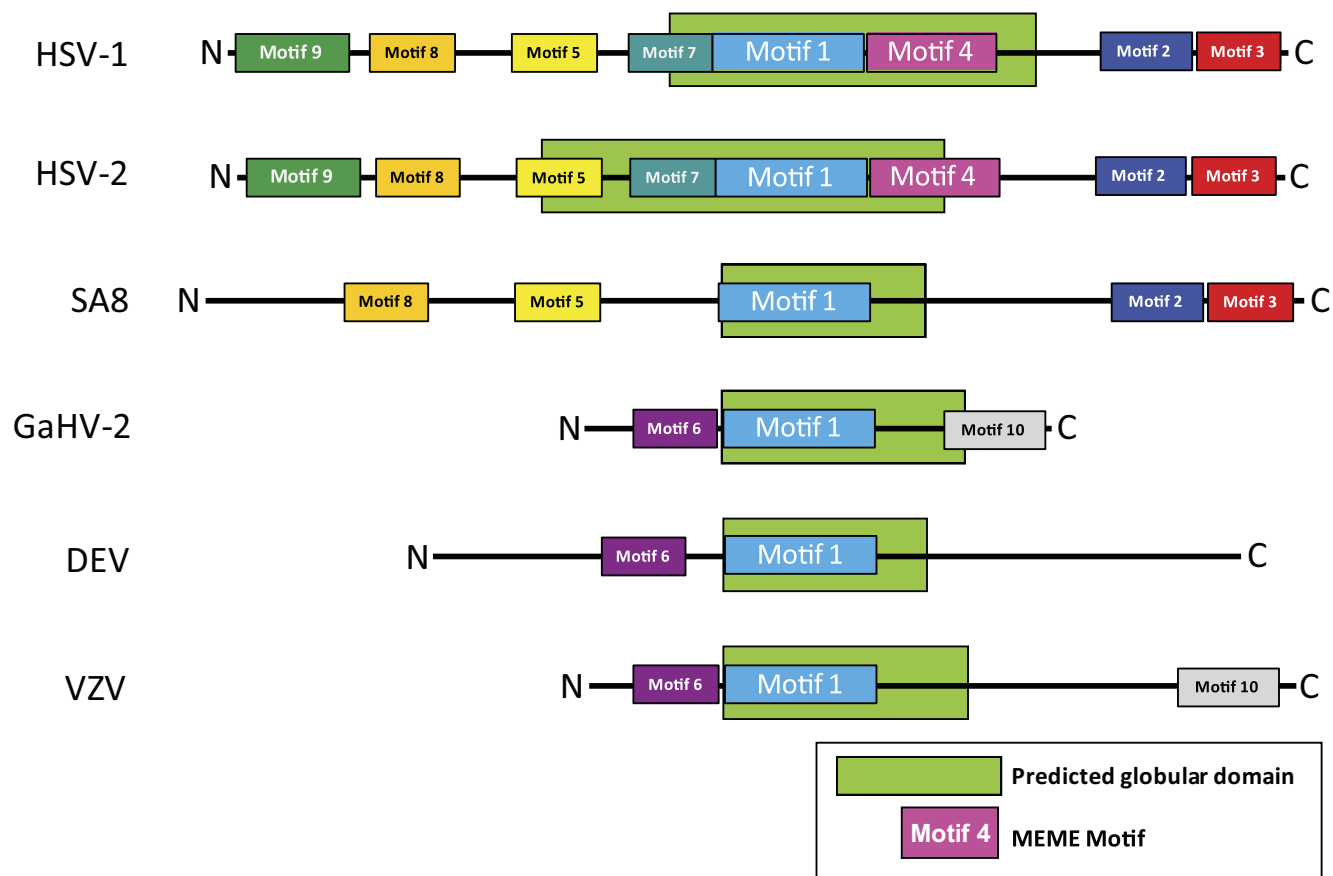 HSV-1 N Motif 9 Motif 8 Motif 5 Motif 7 Motif 1 Motif 4 Motif 2 Motif 3 C
HSV-2 N Motif 9 Motif 8 Motif 5 Motif 7 Motif 1 Motif 4 Motif 2 Motif 3 C
SA8 N Motif 8 Motif 5 Motif 1 Motif 2 Motif 3 C
GaHV-2 N Motif 6 Motif 1 Motif 10 C
DEV N Motif 6 Motif 1 C
VZV N Motif 6 Motif 1 Motif 10 C
Predicted globular domain
Motif 4 MEME Motif